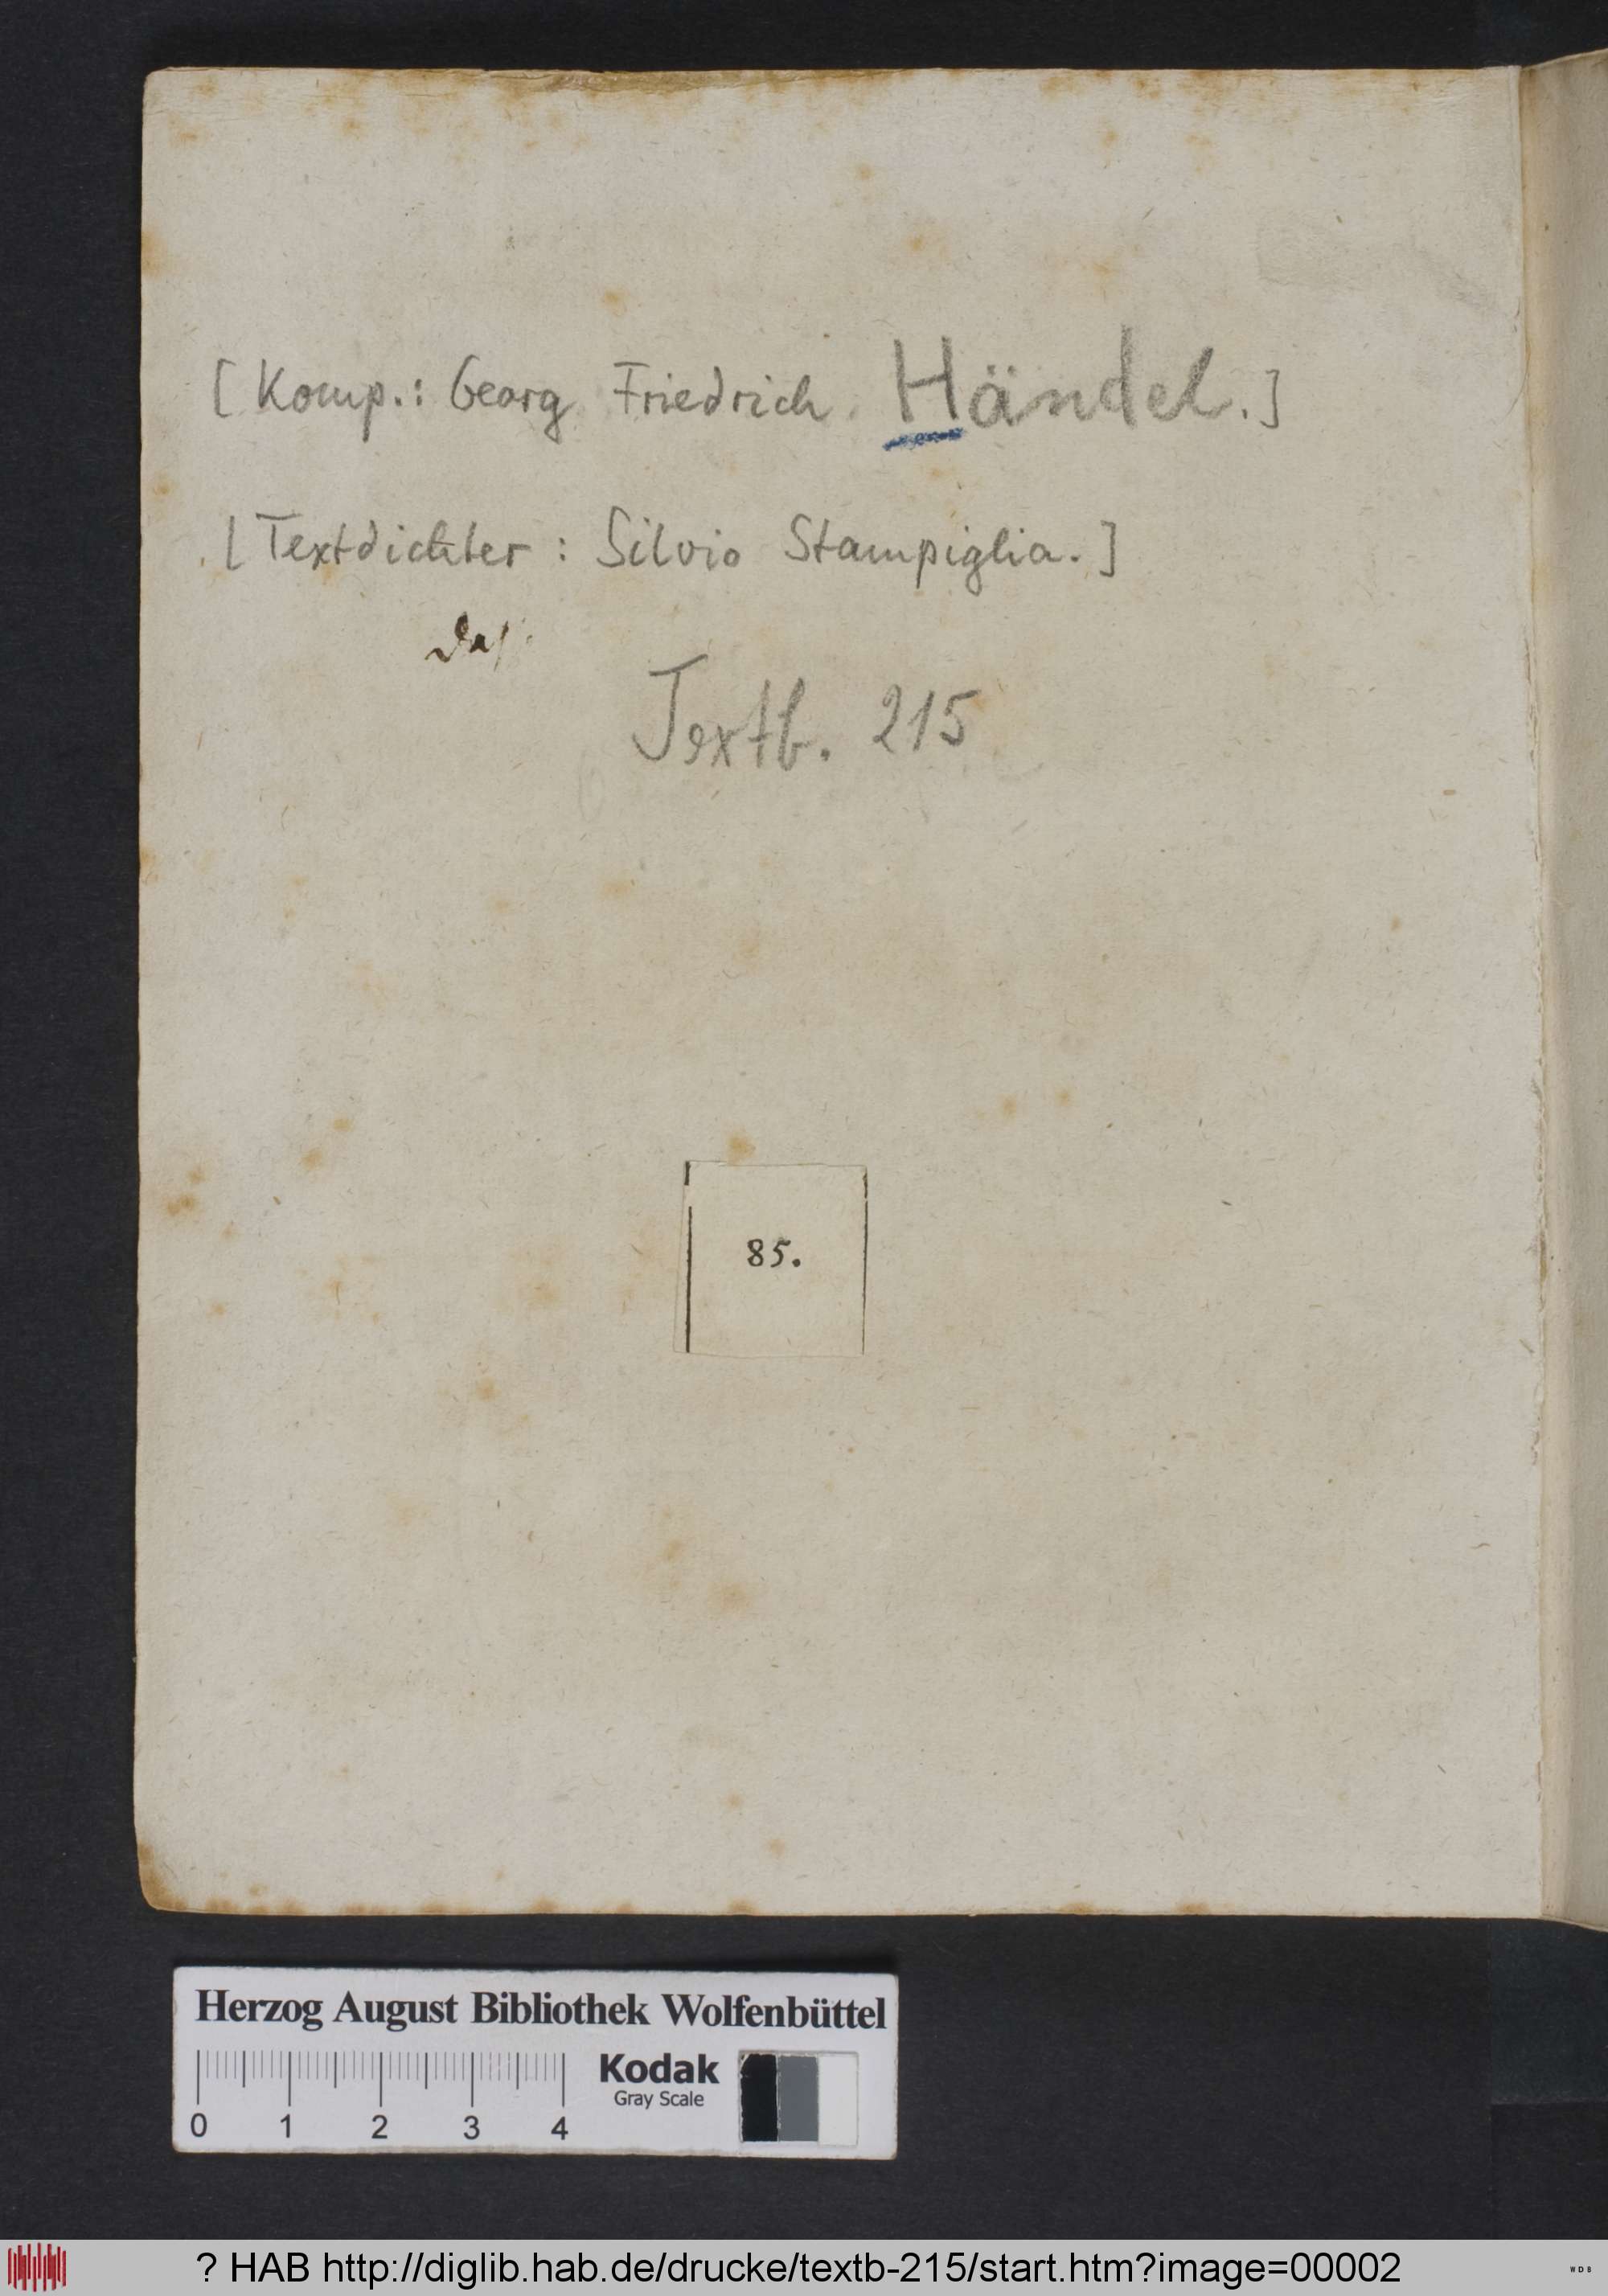 [Komp.: Georg Friedrich Händel.]
[Textdichter: Silvio Stampiglia.]
Textb. 215
85.
Herzog August Bibliothek Wolfenbüttel
Kodak
Gray Scale
0 1 2 3 4
? HAB http://diglib.hab.de/drucke/textb-215/start.htm?image=00002
WDB